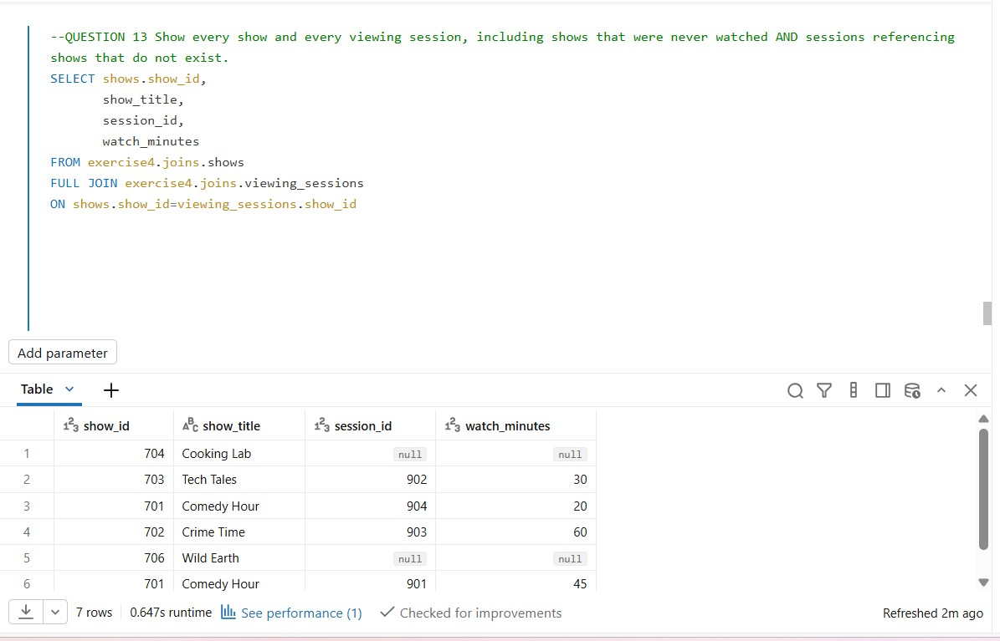 --QUESTION 13 Show every show and every viewing session, including shows that were never watched AND sessions referencing
shows that do not exist.
SELECT shows.show_id,
show_title,
session_id,
watch_minutes
FROM exercise4.joins.shows
FULL JOIN exercise4.joins.viewing_sessions
ON shows.show_id=viewing_sessions.show_id
Add parameter
Table
123 show_id ABC show_title 123 session_id 123 watch_minutes
1 704 Cooking Lab null null
2 703 Tech Tales 902 30
3 701 Comedy Hour 904 20
4 702 Crime Time 903 60
5 706 Wild Earth null null
6 701 Comedy Hour 901 45
7 rows 0.647s runtime See performance (1) Checked for improvements Refreshed 2m ago